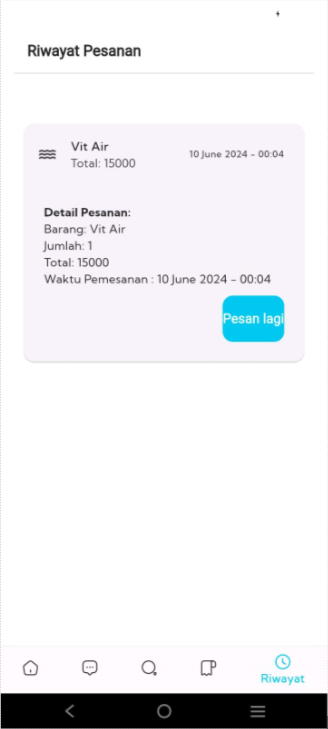 Riwayat Pesanan
Vit Air
Total: 15000
10 June 2024 - 00:04
Detail Pesanan:
Barang: Vit Air
Jumlah: 1
Total: 15000
Waktu Pemesanan : 10 June 2024 - 00:04
Pesan lagi
Riwayat